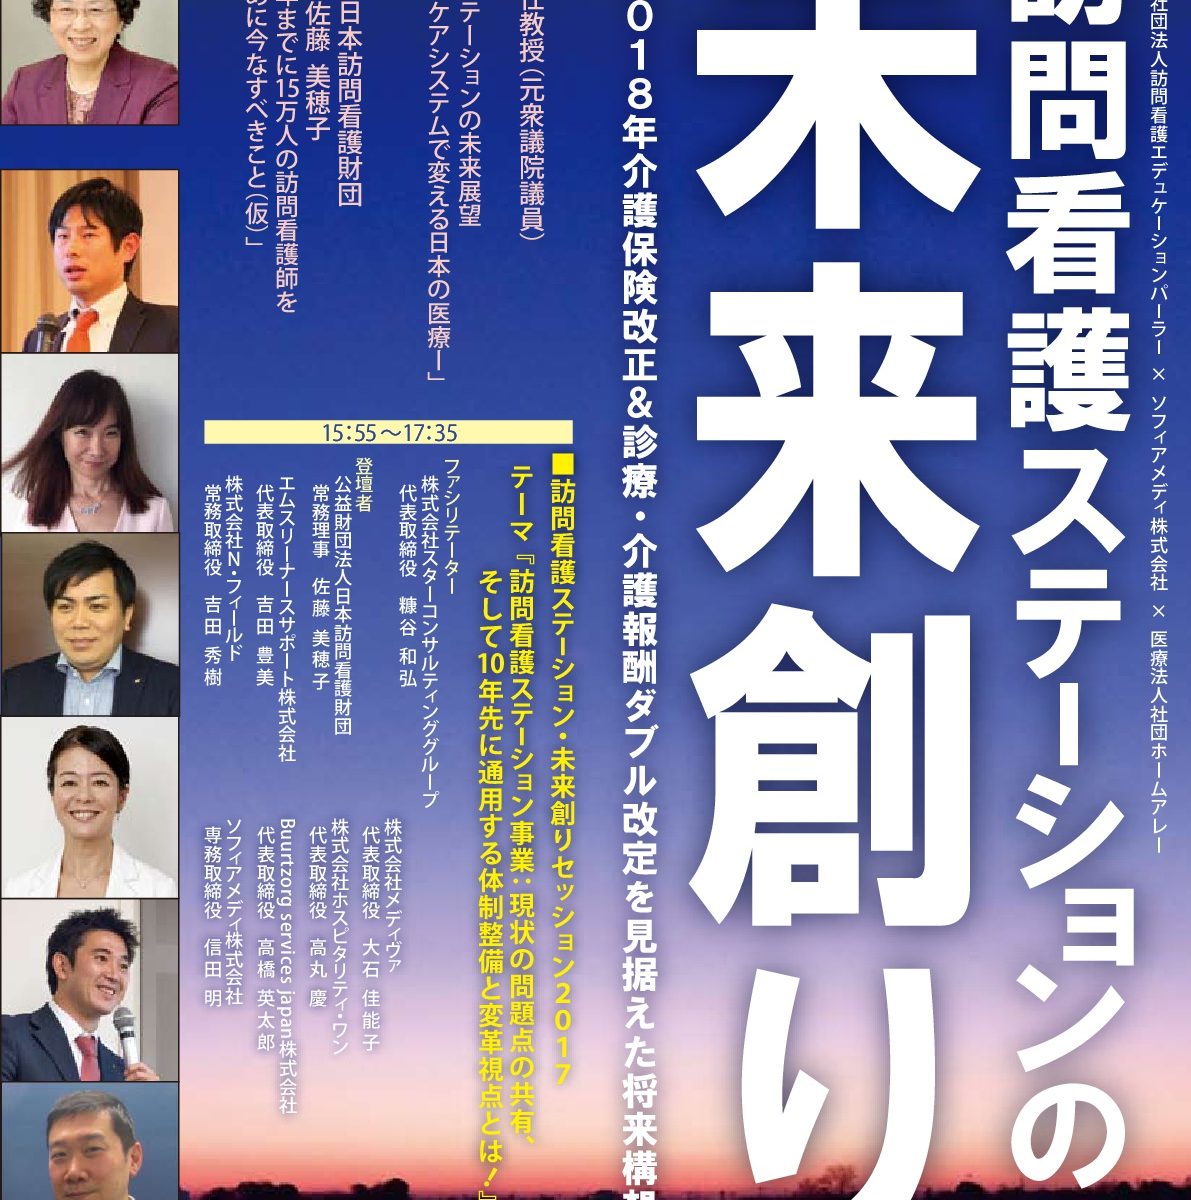 社団法人訪問看護エデュケーションパーラー × ソフィアメディ株式会社 × 医療法人社団ホームアレー
訪問看護ステーションの
未来創り
018年介護保険改正&診療・介護報酬ダブル改定を見据えた将来構想
任教授（元衆議院議員）
テーションの未来展望
ケアシステムで変える日本の医療ー」
日本訪問看護財団
佐藤 美穂子
年までに15万人の訪問看護師を
めに今なすべきこと（仮）」
15:55～17:35
■訪問看護ステーション・未来創りセッション2017
テーマ『訪問看護ステーション事業：現状の問題点の共有、
そして10年先に通用する体制整備と変革視点とは！』
ファシリテーター
株式会社スターコンサルティンググループ
代表取締役 糠谷 和弘
登壇者
公益財団法人日本訪問看護財団
常務理事 佐藤 美穂子
エムスリーナースサポート株式会社
代表取締役 吉田 豊美
株式会社N・フィールド
常務取締役 吉田 秀樹
株式会社メディヴァ
代表取締役 大石 佳能子
株式会社ホスピタリティ・ワン
代表取締役 高丸 慶
Buurtzorg services japan株式会社
代表取締役 高橋 英太郎
ソフィアメディ株式会社
専務取締役 信田 明